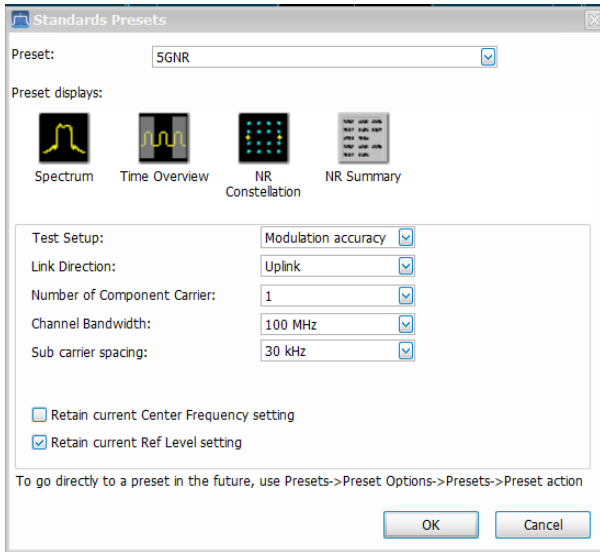 Standards Presets
Preset: 5GNR
Preset displays:
Spectrum Time Overview NR Constellation NR Summary
Test Setup: Modulation accuracy
Link Direction: Uplink
Number of Component Carrier: 1
Channel Bandwidth: 100 MHz
Sub carrier spacing: 30 kHz
Retain current Center Frequency setting
Retain current Ref Level setting
To go directly to a preset in the future, use Presets->Preset Options->Presets->Preset action
OK Cancel